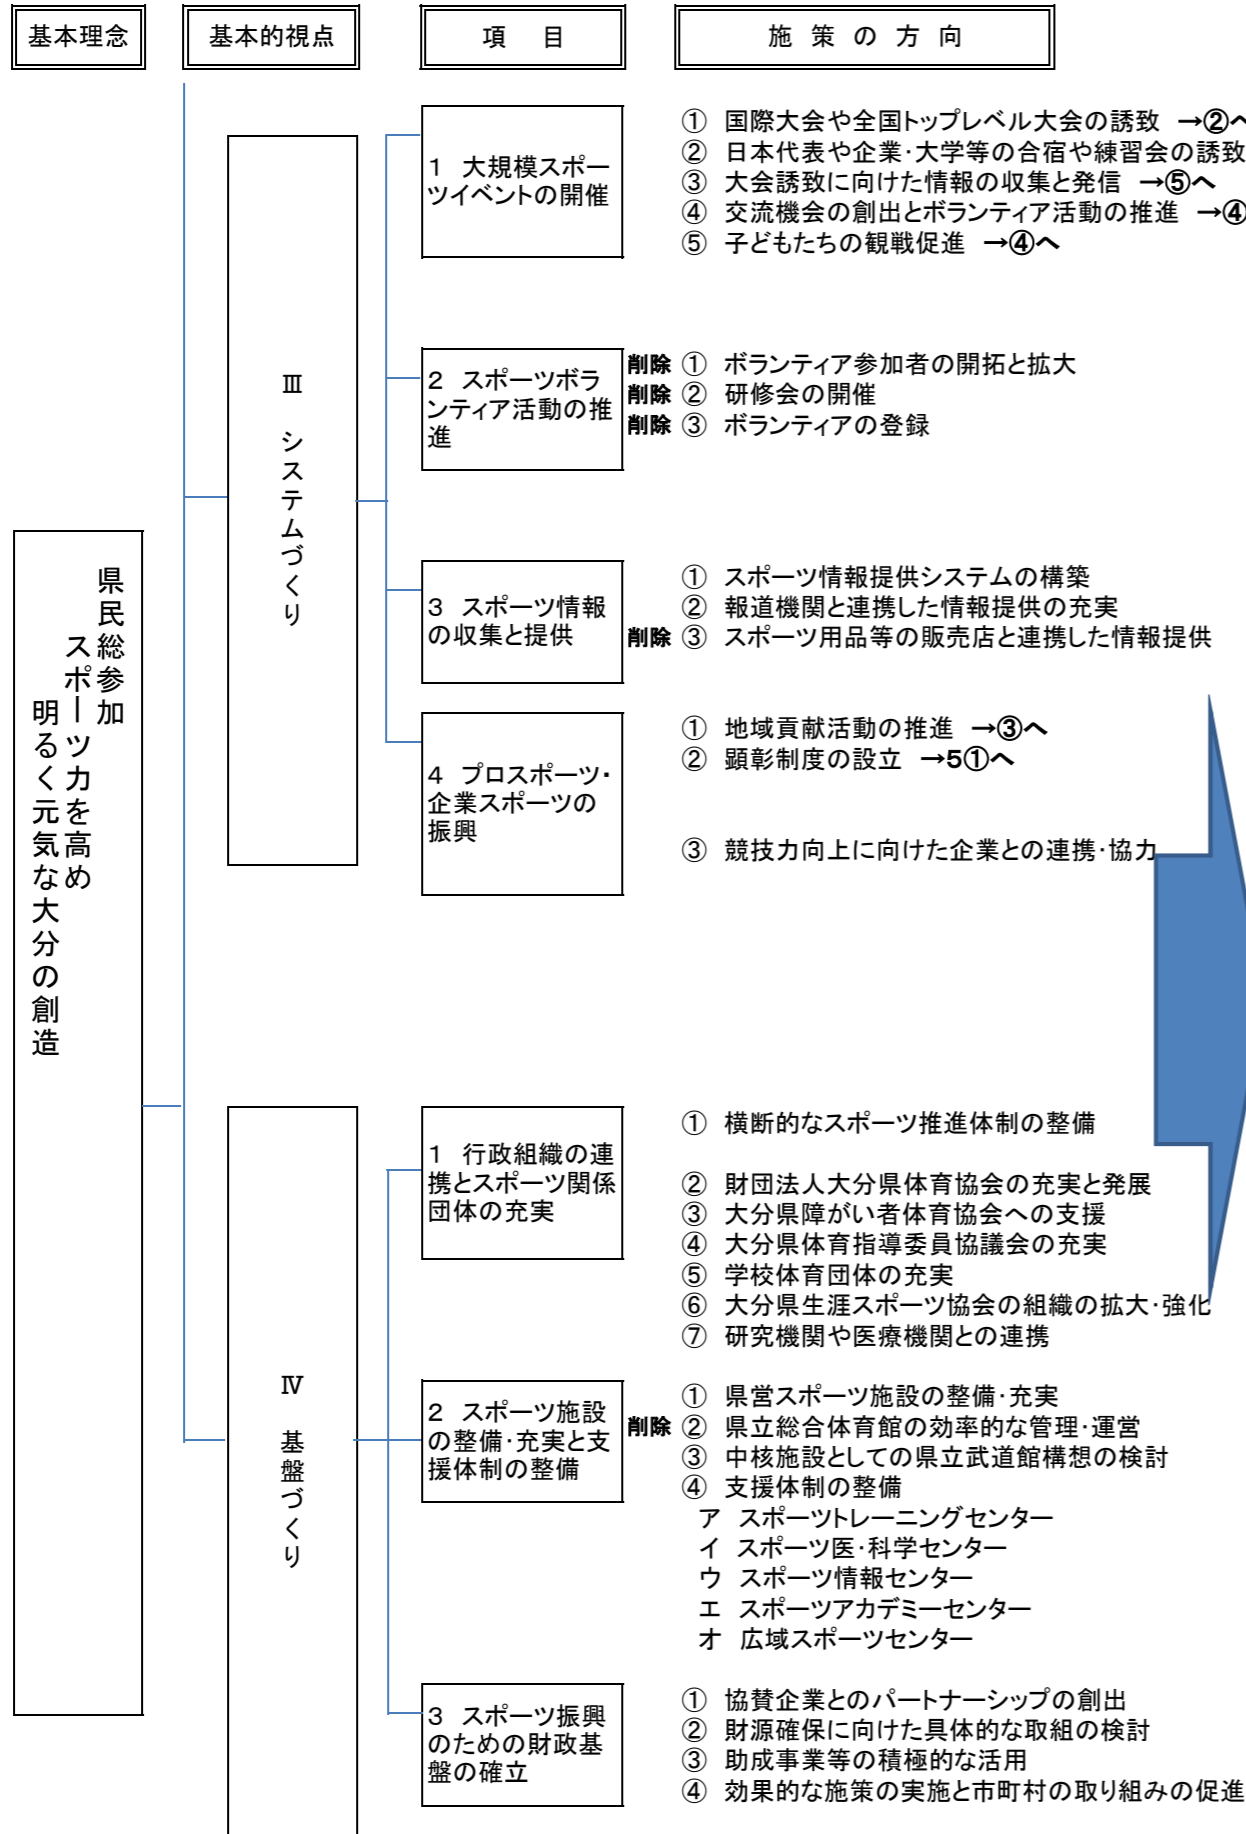 基本理念
基本的視点
項　目
施 策 の 方 向
県民総参加
スポーツ力を高め
明るく元気な大分の創造
Ⅲ　システムづくり
1　大規模スポー
ツイベントの開催
①　国際大会や全国トップレベル大会の誘致　→②へ
②　日本代表や企業･大学等の合宿や練習会の誘致
③　大会誘致に向けた情報の収集と発信　→⑤へ
④　交流機会の創出とボランティア活動の推進　→④
⑤　子どもたちの観戦促進　→④へ
2　スポーツボラ
ンティア活動の推
進
削除 ①　ボランティア参加者の開拓と拡大
削除 ②　研修会の開催
削除 ③　ボランティアの登録
3　スポーツ情報
の収集と提供
①　スポーツ情報提供システムの構築
②　報道機関と連携した情報提供の充実
削除 ③　スポーツ用品等の販売店と連携した情報提供
4　プロスポーツ･
企業スポーツの
振興
①　地域貢献活動の推進　→③へ
②　顕彰制度の設立　→5①へ
③　競技力向上に向けた企業との連携･協力
Ⅳ　基盤づくり
1　行政組織の連
携とスポーツ関係
団体の充実
①　横断的なスポーツ推進体制の整備
②　財団法人大分県体育協会の充実と発展
③　大分県障がい者体育協会への支援
④　大分県体育指導委員協議会の充実
⑤　学校体育団体の充実
⑥　大分県生涯スポーツ協会の組織の拡大･強化
⑦　研究機関や医療機関との連携
2　スポーツ施設
の整備･充実と支
援体制の整備
①　県営スポーツ施設の整備･充実
削除 ②　県立総合体育館の効率的な管理･運営
③　中核施設としての県立武道館構想の検討
④　支援体制の整備
ア　スポーツトレーニングセンター
イ　スポーツ医･科学センター
ウ　スポーツ情報センター
エ　スポーツアカデミーセンター
オ　広域スポーツセンター
3　スポーツ振興
のための財政基
盤の確立
①　協賛企業とのパートナーシップの創出
②　財源確保に向けた具体的な取組の検討
③　助成事業等の積極的な活用
④　効果的な施策の実施と市町村の取り組みの促進